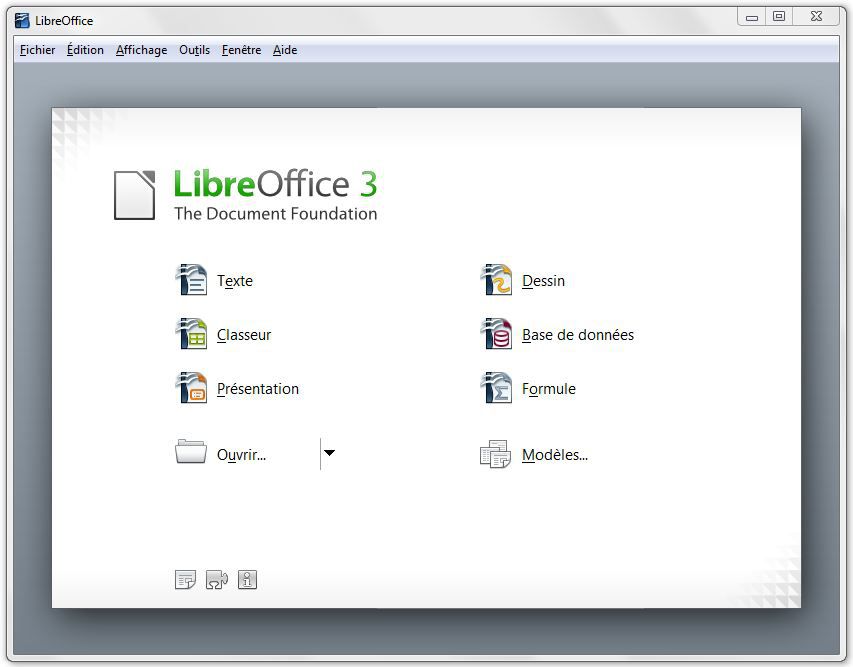 LibreOffice
Fichier Édition Affichage Outils Fenêtre Aide
LibreOffice 3
The Document Foundation
Texte
Dessin
Classeur
Base de données
Présentation
Formule
Ouvrir...
Modèles...